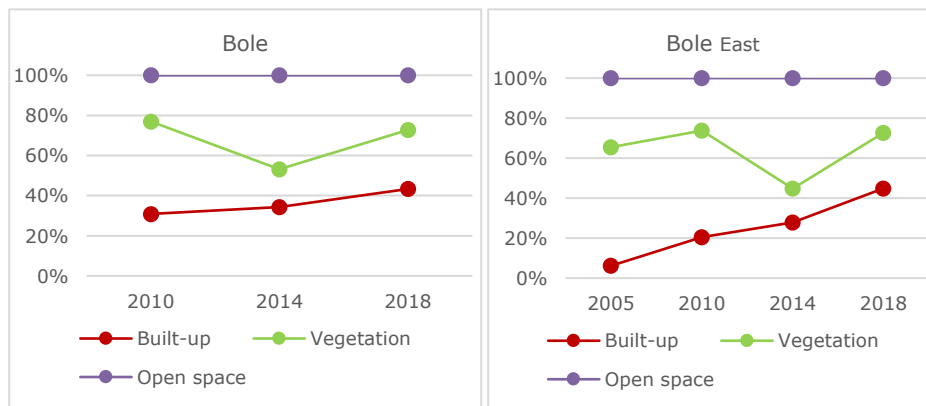 Bole
100%
80%
60%
40%
20%
0%
2010 2014 2018
Built-up Vegetation
Open space
Bole East
100%
80%
60%
40%
20%
0%
2005 2010 2014 2018
Built-up Vegetation
Open space